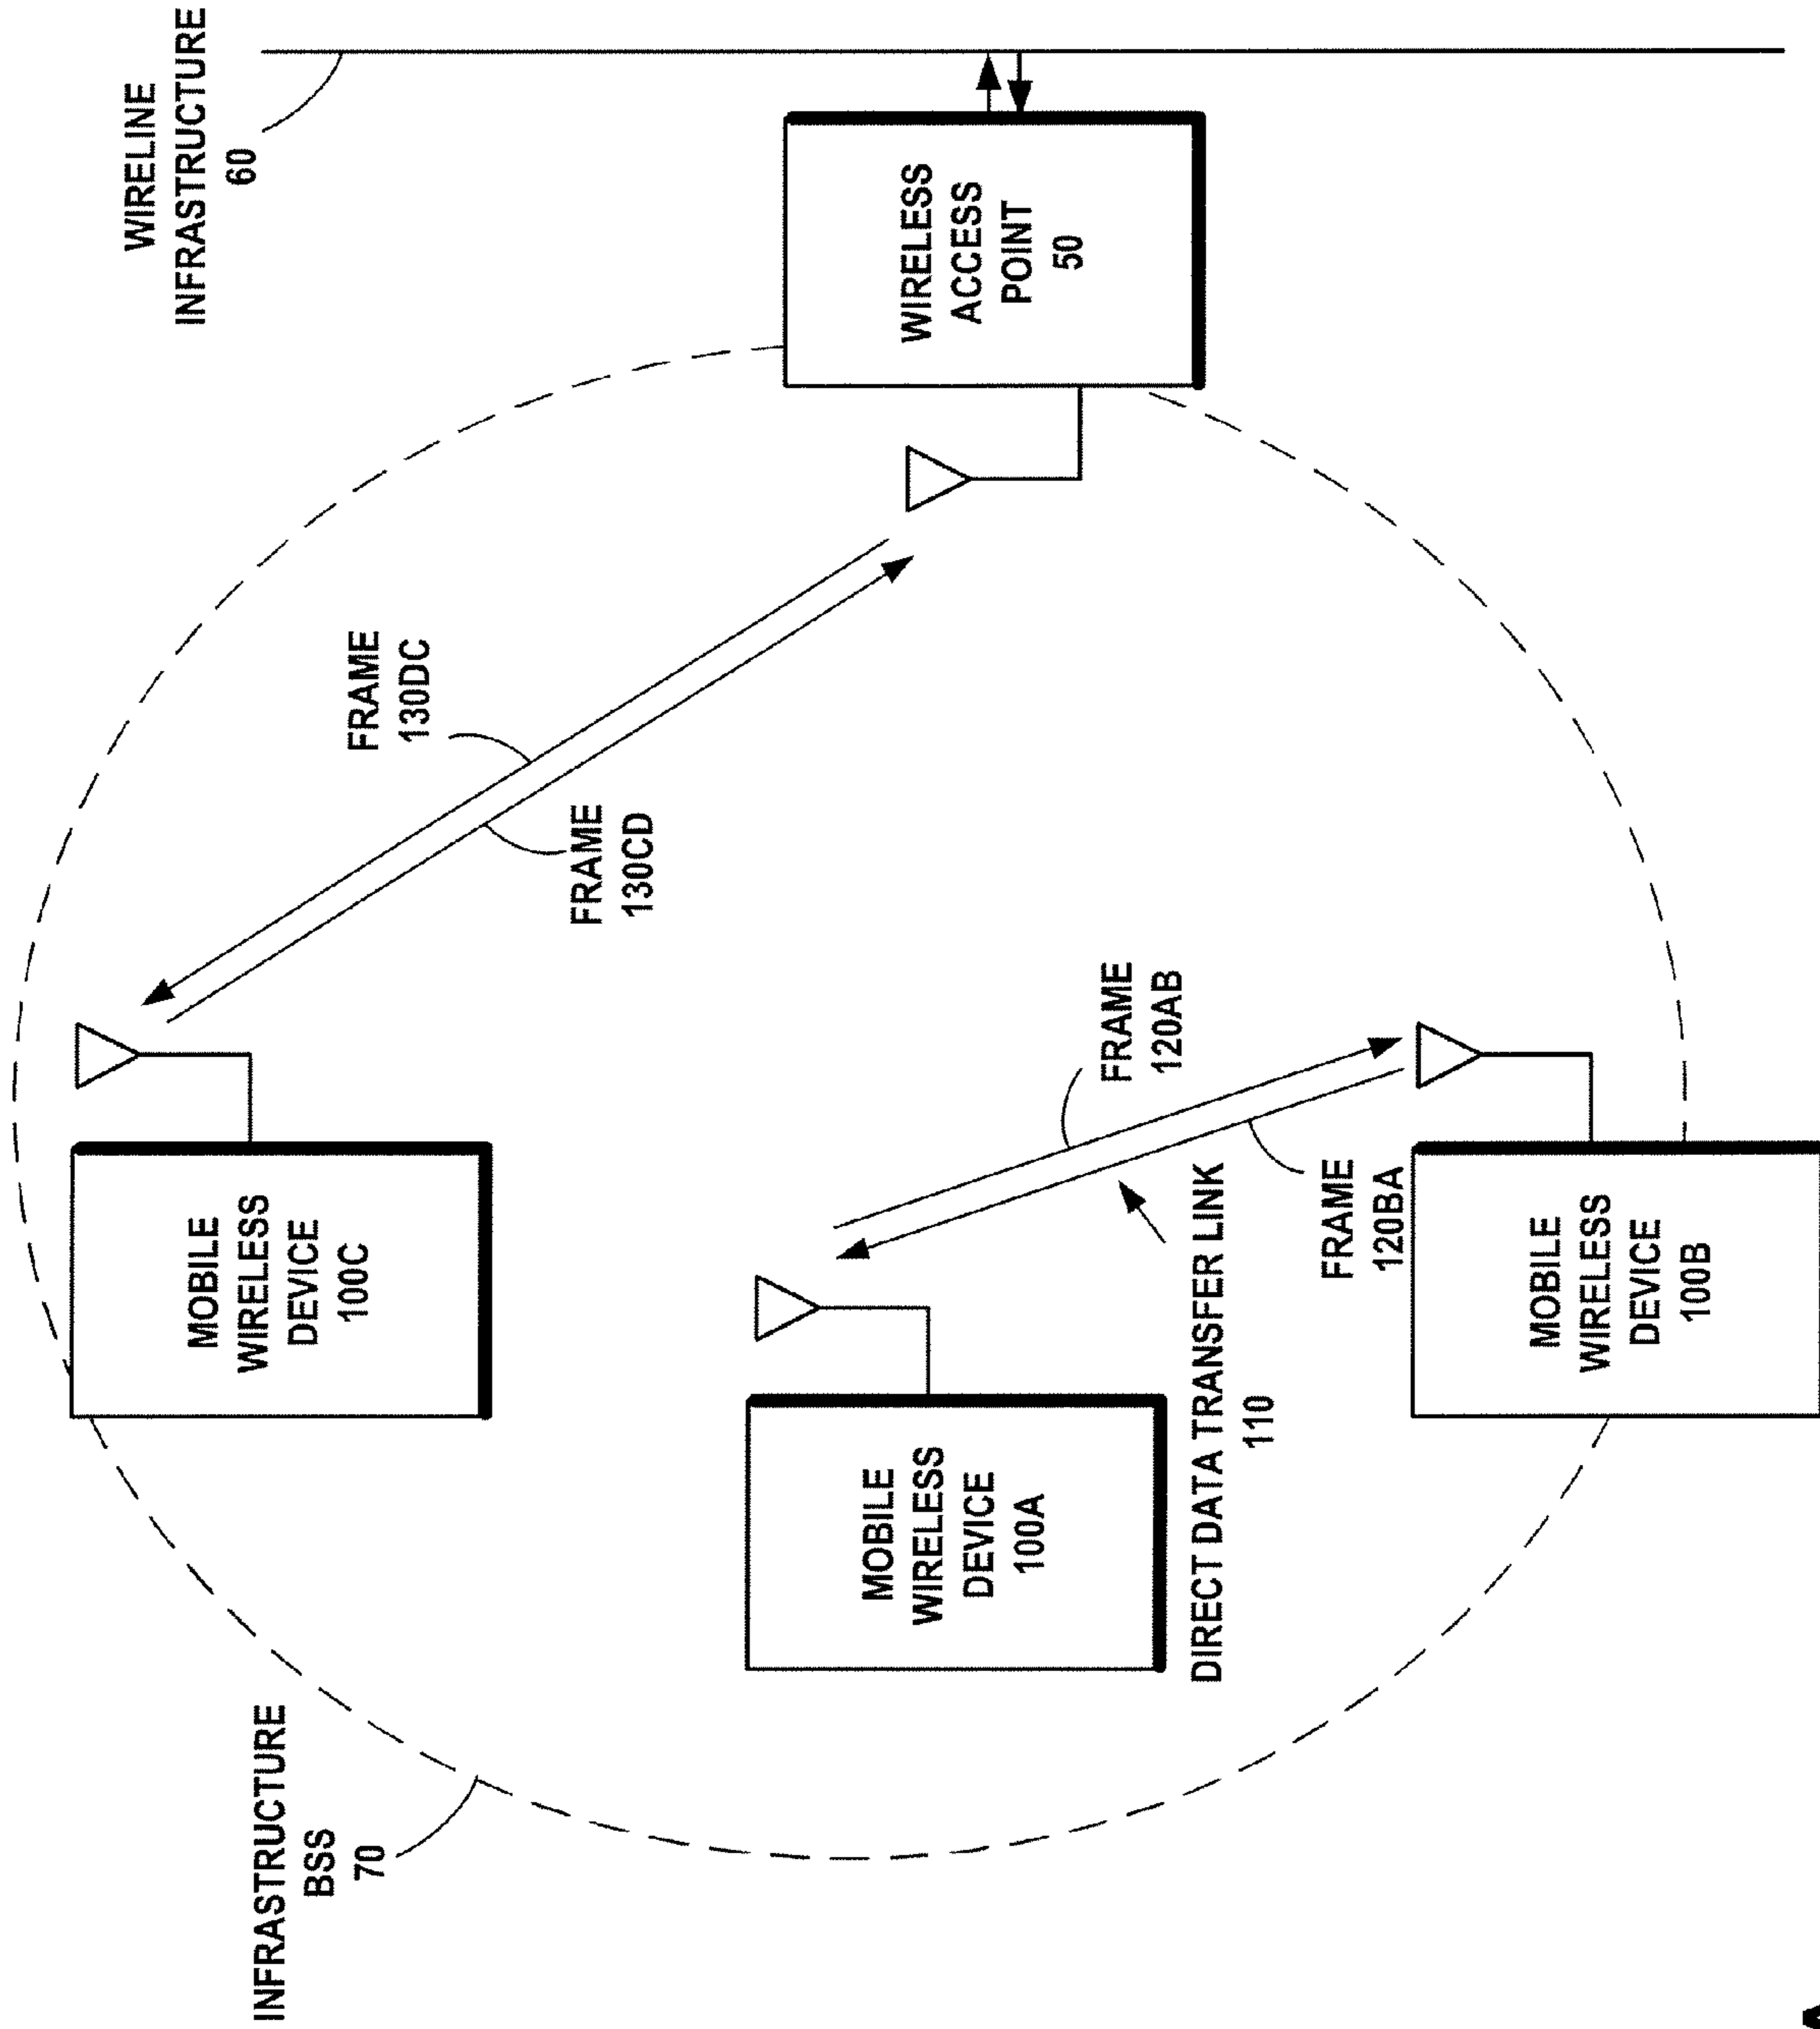 INFRASTRUCTURE
BSS
70
WIRELINE
INFRASTRUCTURE
60
MOBILE
WIRELESS
DEVICE
100C
FRAME
130DC
FRAME
130CD
MOBILE
WIRELESS
DEVICE
100A
WIRELESS
ACCESS
POINT
50
DIRECT DATA TRANSFER LINK
110
FRAME
120AB
FRAME
120BA
MOBILE
WIRELESS
DEVICE
100B